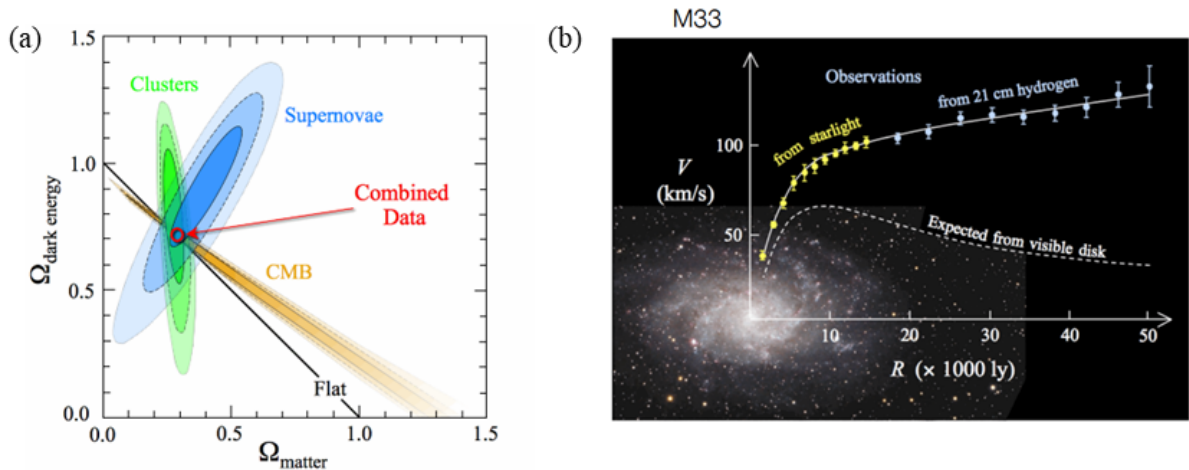 (a)
1.5
1.0
0.5
0.0
Ω dark energy
Clusters
Supernovae
Combined
Data
CMB
Flat
0.0
0.5
1.0
1.5
Ω matter
M33
(b)
Observations
from starlight
from 21 cm hydrogen
100
V
(km/s)
50
Expected from visible disk
10
20
30
40
50
R (× 1000 ly)